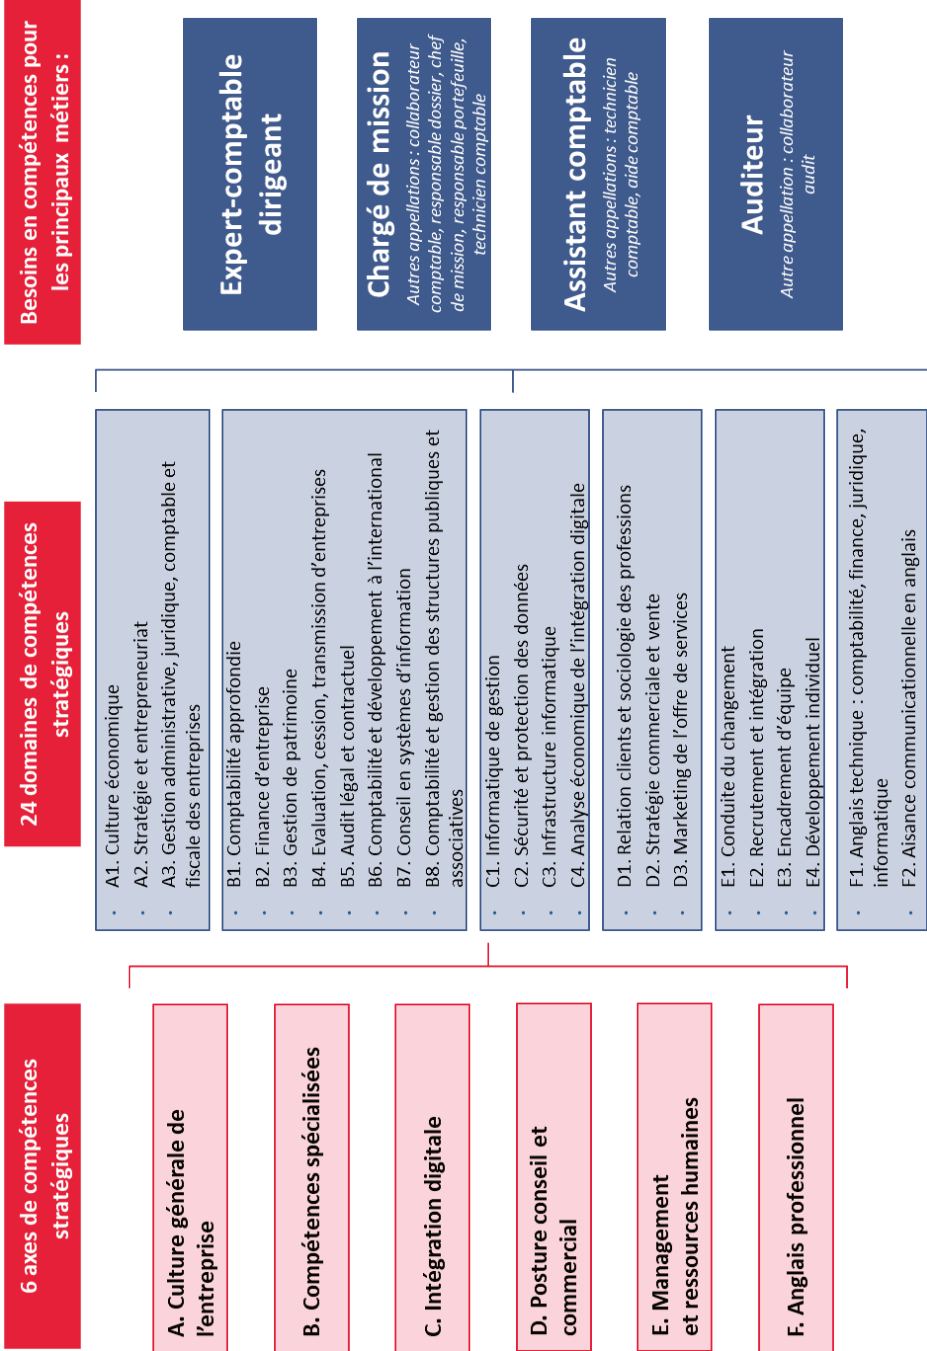 6 axes de compétences
stratégiques
A. Culture générale de
l'entreprise
B. Compétences spécialisées
C. Intégration digitale
D. Posture conseil et
commercial
E. Management
et ressources humaines
F. Anglais professionnel
24 domaines de compétences
stratégiques
• A1. Culture économique
• A2. Stratégie et entrepreneuriat
• A3. Gestion administrative, juridique, comptable et
fiscale des entreprises
• B1. Comptabilité approfondie
• B2. Finance d'entreprise
• B3. Gestion de patrimoine
• B4. Evaluation, cession, transmission d'entreprises
• B5. Audit légal et contractuel
• B6. Comptabilité et développement à l'international
• B7. Conseil en systèmes d'information
• B8. Comptabilité et gestion des structures publiques et
associatives
• C1. Informatique de gestion
• C2. Sécurité et protection des données
• C3. Infrastructure informatique
• C4. Analyse économique de l'intégration digitale
• D1. Relation clients et sociologie des professions
• D2. Stratégie commerciale et vente
• D3. Marketing de l'offre de services
• E1. Conduite du changement
• E2. Recrutement et intégration
• E3. Encadrement d'équipe
• E4. Développement individuel
• F1. Anglais technique : comptabilité, finance, juridique,
informatique
• F2. Aisance communicationnelle en anglais
Besoins en compétences pour
les principaux métiers :
Expert-comptable
dirigeant
Chargé de mission
Autres appellations : collaborateur
comptable, responsable dossier, chef
de mission, responsable portefeuille,
technicien comptable
Assistant comptable
Autres appellations : technicien
comptable, aide comptable
Auditeur
Autre appellation : collaborateur
audit